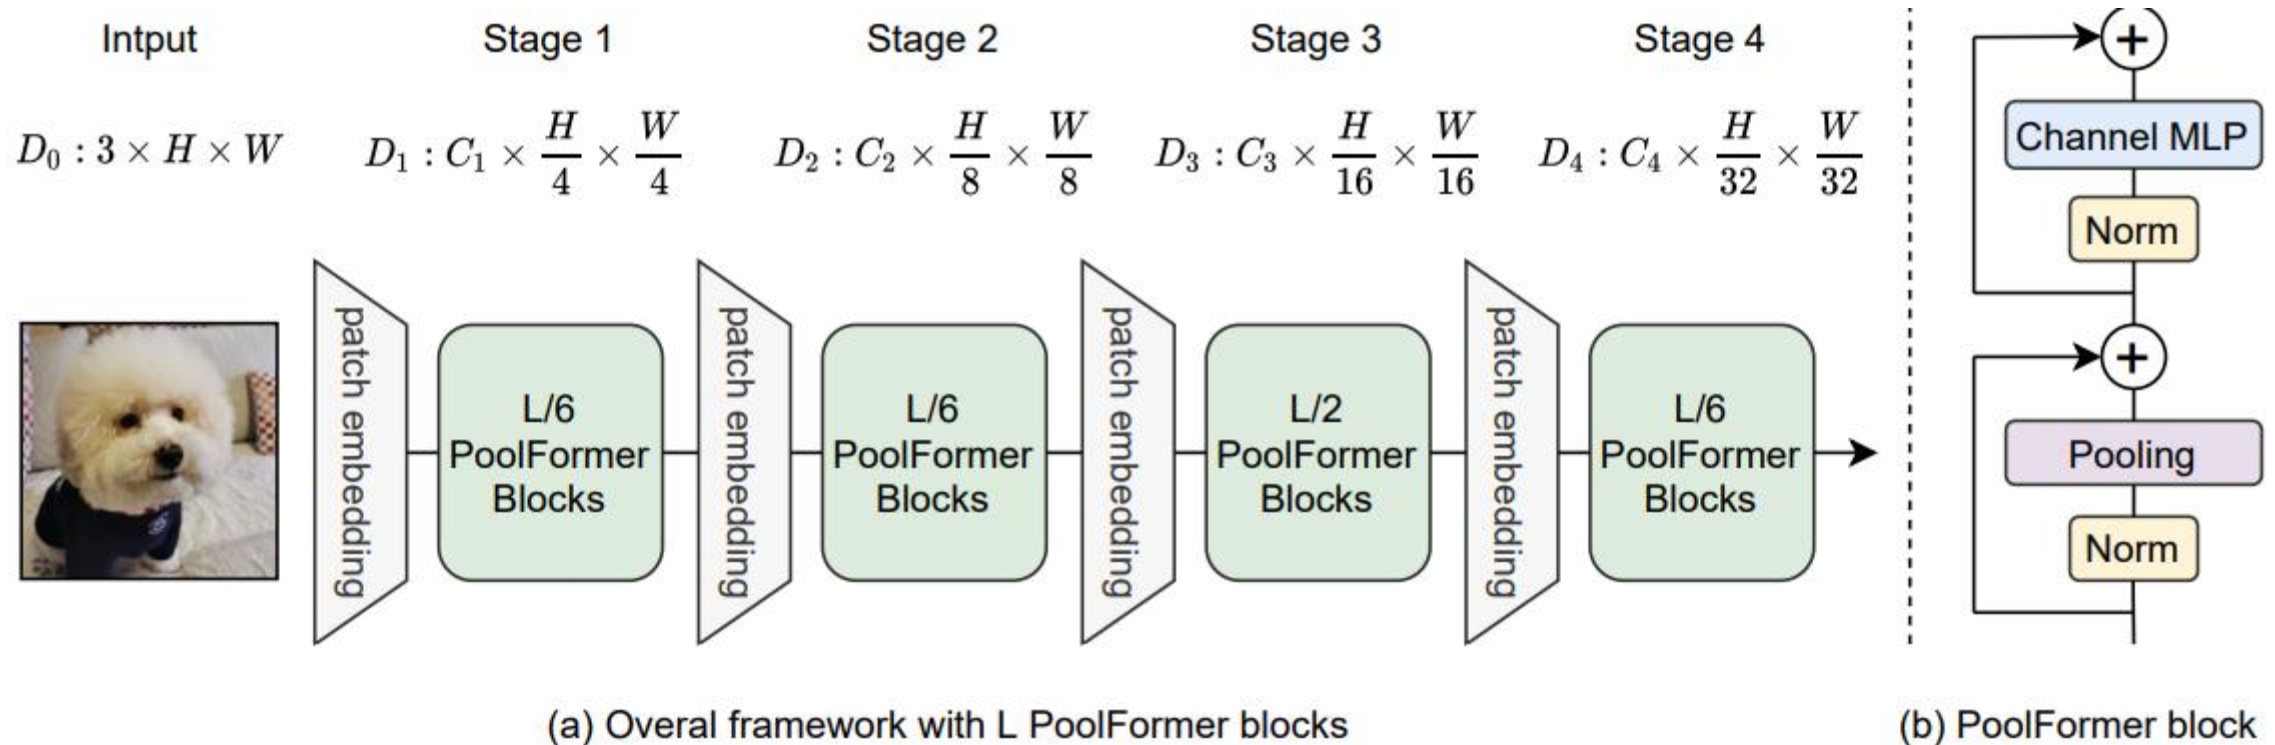 Intput
Stage 1
Stage 2
Stage 3
Stage 4
D₀ : 3 × H × W
D₁ : C₁ × H/4 × W/4
D₂ : C₂ × H/8 × W/8
D₃ : C₃ × H/16 × W/16
D₄ : C₄ × H/32 × W/32
patch embedding
L/6
PoolFormer
Blocks
patch embedding
L/6
PoolFormer
Blocks
patch embedding
L/2
PoolFormer
Blocks
patch embedding
L/6
PoolFormer
Blocks
(a) Overal framework with L PoolFormer blocks
+
Channel MLP
Norm
+
Pooling
Norm
(b) PoolFormer block